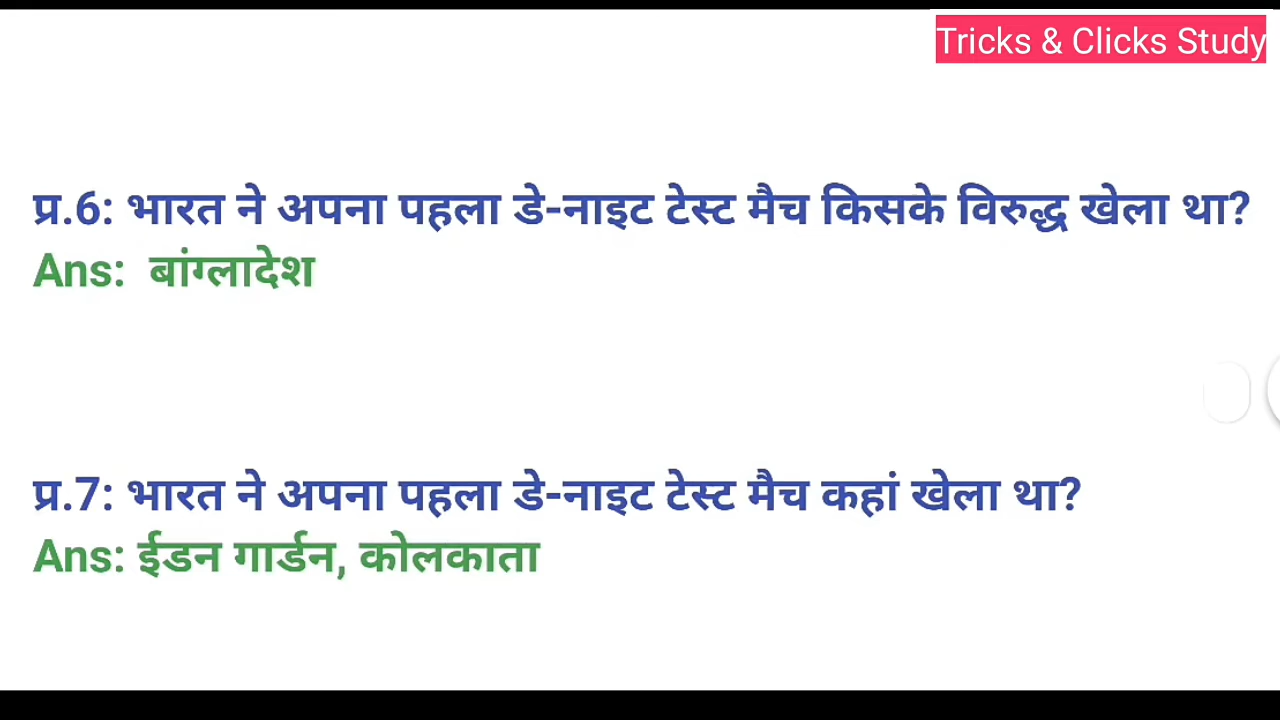 Tricks & Clicks Study
प्र.6: भारत ने अपना पहला डे-नाइट टेस्ट मैच किसके विरुद्ध खेला था?
Ans: बांग्लादेश
प्र.7: भारत ने अपना पहला डे-नाइट टेस्ट मैच कहां खेला था?
Ans: ईडन गार्डन, कोलकाता